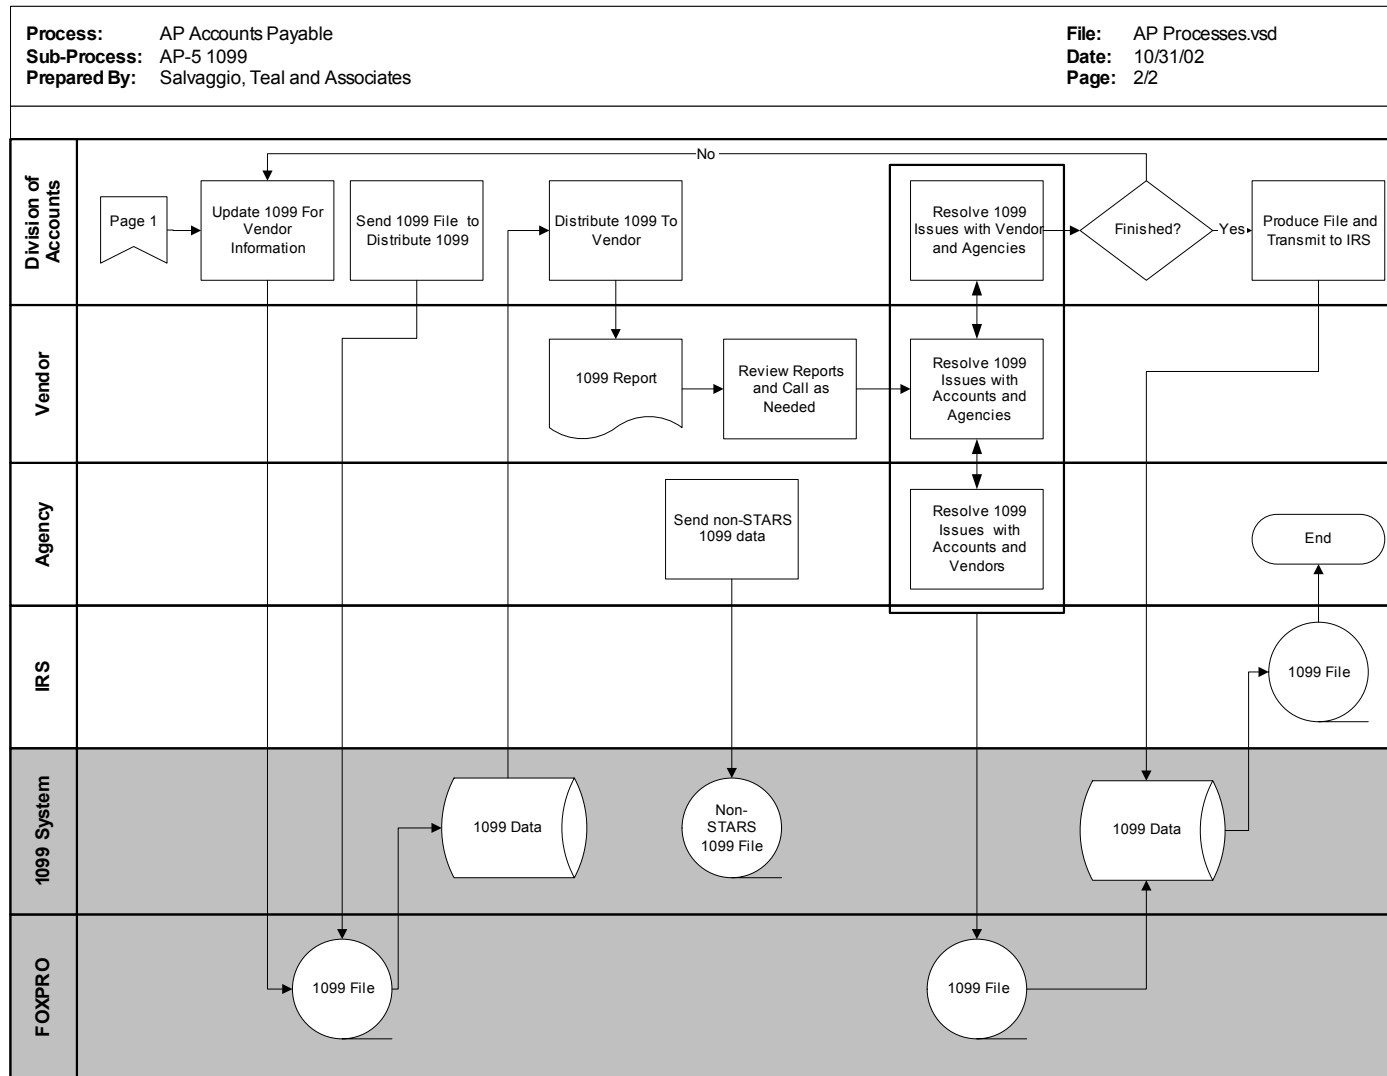 Process: AP Accounts Payable
Sub-Process: AP-5 1099
Prepared By: Salvaggio, Teal and Associates
File: AP Processes.vsd
Date: 10/31/02
Page: 2/2
Division of
Accounts
No
Page 1
Update 1099 For
Vendor
Information
Send 1099 File to
Distribute 1099
Distribute 1099 To
Vendor
Resolve 1099
Issues with Vendor
and Agencies
Finished?
Yes
Produce File and
Transmit to IRS
Vendor
1099 Report
Review Reports
and Call as
Needed
Resolve 1099
Issues with
Accounts and
Agencies
Agency
Send non-STARS
1099 data
Resolve 1099
Issues with
Accounts and
Vendors
End
IRS
1099 File
1099 System
1099 Data
Non-
STARS
1099 File
1099 Data
FOXPRO
1099 File
1099 File